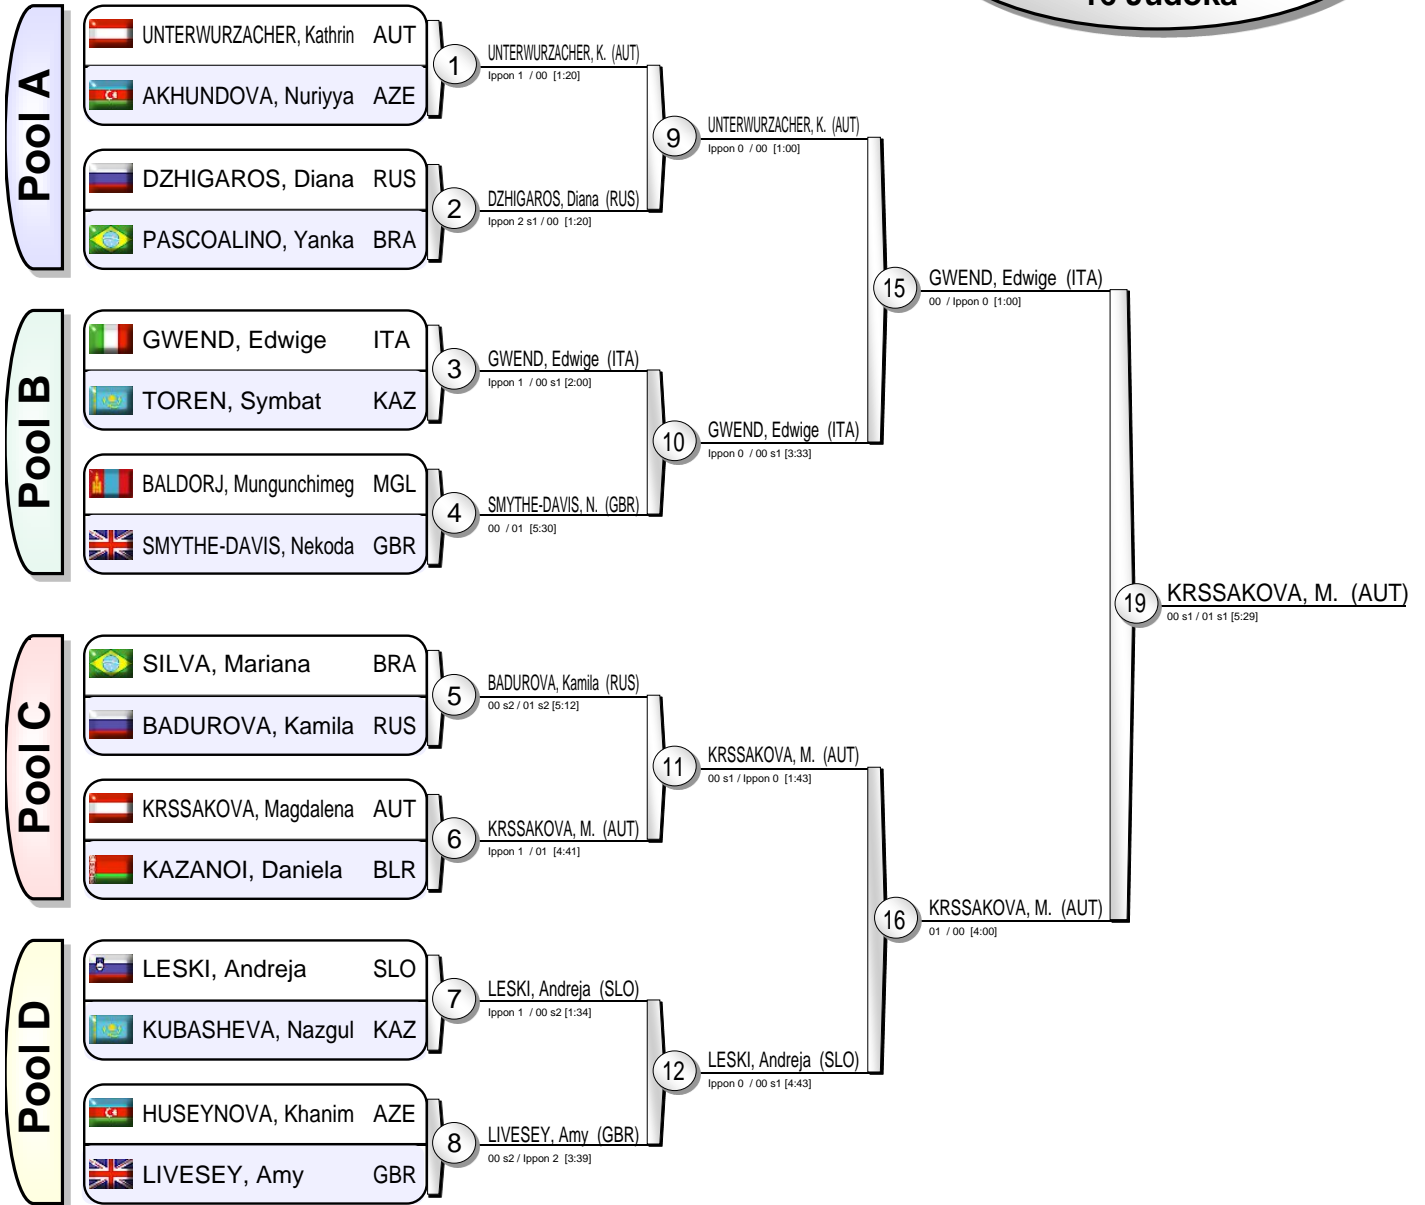 16 Judoka
Pool A
UNTERWURZACHER, Kathrin AUT
AKHUNDOVA, Nuriyya AZE
DZHIGAROS, Diana RUS
PASCOALINO, Yanka BRA
1
UNTERWURZACHER, K. (AUT)
Ippon 1 / 00 [1:20]
2
DZHIGAROS, Diana (RUS)
Ippon 2 s1 / 00 [1:20]
9
UNTERWURZACHER, K. (AUT)
Ippon 0 / 00 [1:00]
Pool B
GWEND, Edwige ITA
TOREN, Symbat KAZ
BALDORJ, Mungunchimeg MGL
SMYTHE-DAVIS, Nekoda GBR
3
GWEND, Edwige (ITA)
Ippon 1 / 00 s1 [2:00]
4
SMYTHE-DAVIS, N. (GBR)
00 / 01 [5:30]
10
GWEND, Edwige (ITA)
Ippon 0 / 00 s1 [3:33]
15
GWEND, Edwige (ITA)
00 / Ippon 0 [1:00]
Pool C
SILVA, Mariana BRA
BADUROVA, Kamila RUS
KRSSAKOVA, Magdalena AUT
KAZANOI, Daniela BLR
5
BADUROVA, Kamila (RUS)
00 s2 / 01 s2 [5:12]
6
KRSSAKOVA, M. (AUT)
Ippon 1 / 01 [4:41]
11
KRSSAKOVA, M. (AUT)
00 s1 / Ippon 0 [1:43]
Pool D
LESKI, Andreja SLO
KUBASHEVA, Nazgul KAZ
HUSEYNOVA, Khanim AZE
LIVESEY, Amy GBR
7
LESKI, Andreja (SLO)
Ippon 1 / 00 s2 [1:34]
8
LIVESEY, Amy (GBR)
00 s2 / Ippon 2 [3:39]
12
LESKI, Andreja (SLO)
Ippon 0 / 00 s1 [4:43]
16
KRSSAKOVA, M. (AUT)
01 / 00 [4:00]
19
KRSSAKOVA, M. (AUT)
00 s1 / 01 s1 [5:29]